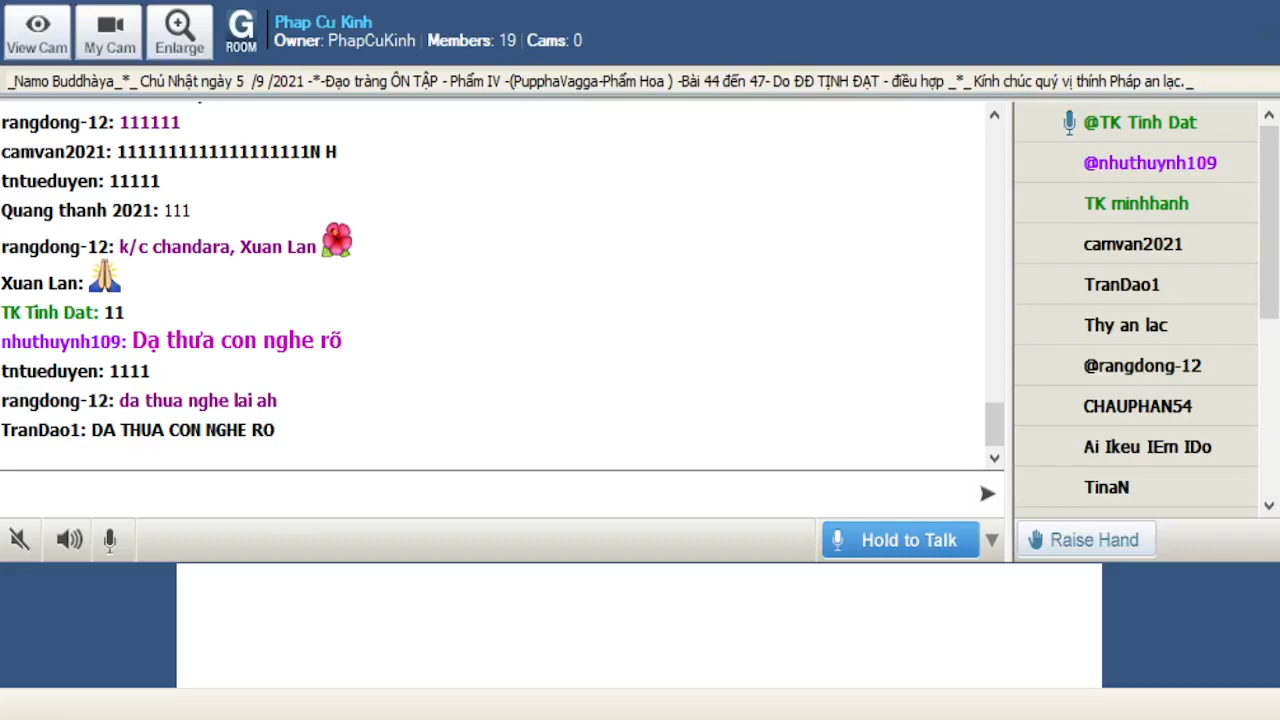 View Cam
My Cam
Enlarge
G
ROOM
Phap Cu Kinh
Owner: PhapCuKinh | Members: 19 | Cams: 0
_Namo Buddhàya_*_ Chủ Nhật ngày 5 /9 /2021 -*-Đạo tràng ÔN TẬP - Phẩm IV -(PupphaVagga-Phẩm Hoa ) -Bài 44 đến 47- Do ĐĐ TỊNH ĐẠT - điều hợp _*_ Kính chúc quý vị thính Pháp an lạc._
rangdong-12: 111111
camvan2021: 1111111111111111111N H
tntueduyen: 11111
Quang thanh 2021: 111
rangdong-12: k/c chandara, Xuan Lan
Xuan Lan:
TK Tinh Dat: 11
nhuthuynh109: Dạ thưa con nghe rõ
tntueduyen: 1111
rangdong-12: da thua nghe lai ah
TranDao1: DA THUA CON NGHE RO
@TK Tinh Dat
@nhuthuynh109
TK minhhanh
camvan2021
TranDao1
Thy an lac
@rangdong-12
CHAUPHAN54
Ai Ikeu IEm IDo
TinaN
Hold to Talk
Raise Hand